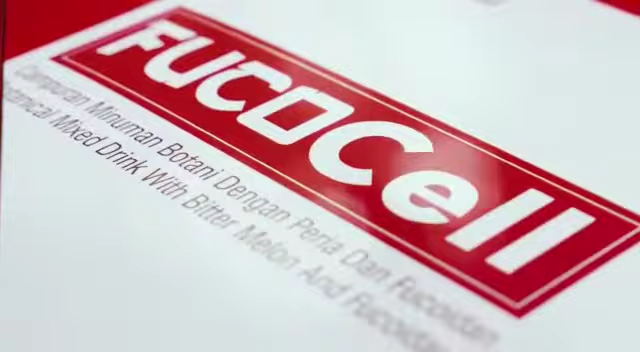 FUCOCell
Campuran Minuman Botani Dengan Peria Dan Fucoidan
Botanical Mixed Drink With Bitter Melon And Fucoidan